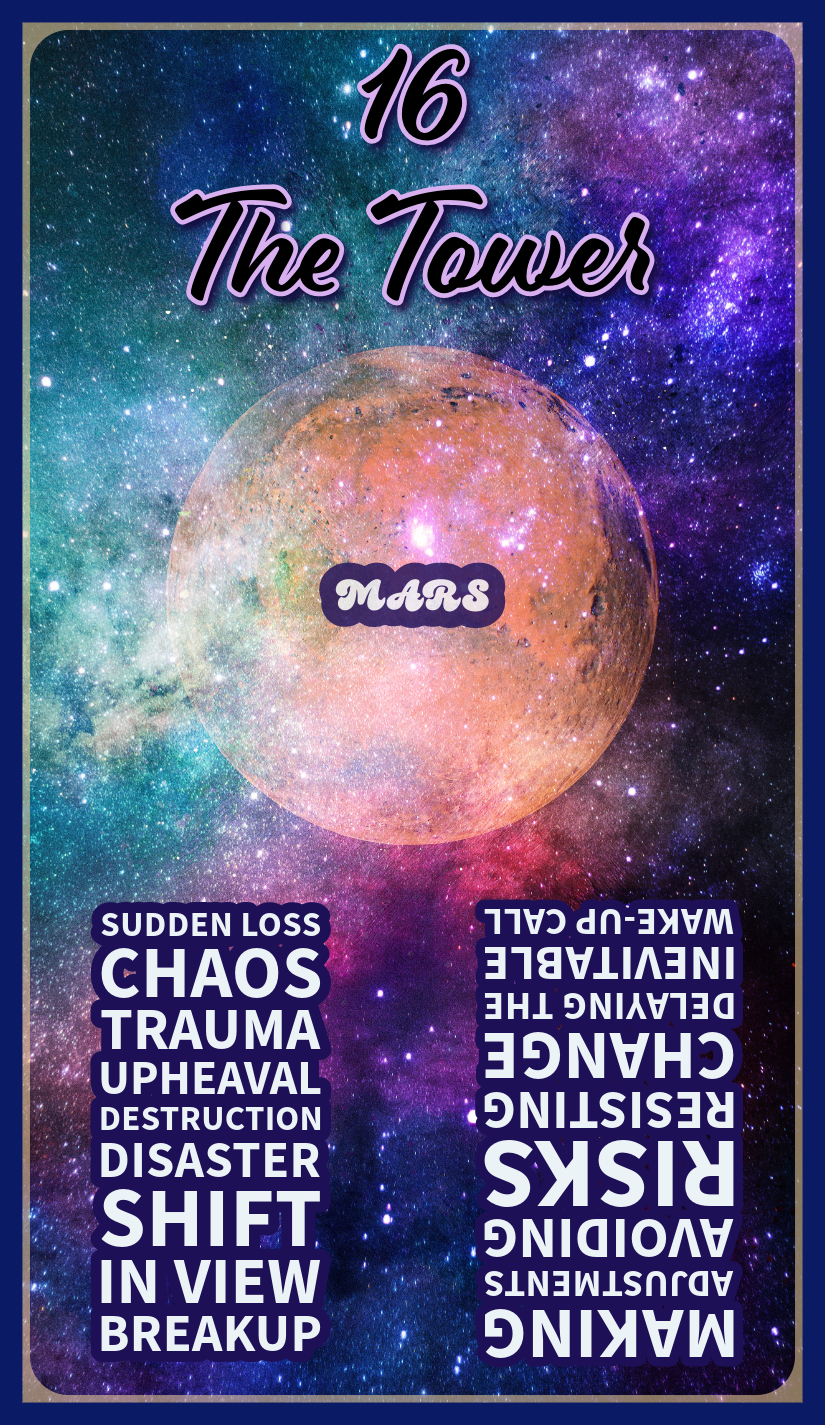 16
The Tower
MARS
SUDDEN LOSS
CHAOS
TRAUMA
UPHEAVAL
DESTRUCTION
DISASTER
SHIFT
IN VIEW
BREAKUP
MAKING
ADJUSTMENTS
AVOIDING
RISKS
RESISTING
CHANGE
DELAYING THE
INEVITABLE
WAKE-UP CALL